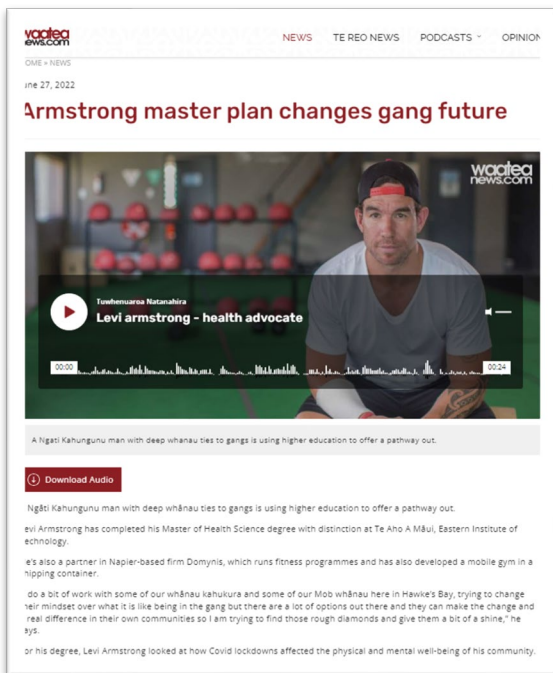 waatea
news.com
NEWS TE REO NEWS PODCASTS OPINION
OME » NEWS
une 27, 2022
Armstrong master plan changes gang future
waatea
news.com
Tuwhenuaroa Natanahira
Levi armstrong - health advocate
00:00 00:24
A Ngati Kahungunu man with deep whanau ties to gangs is using higher education to offer a pathway out.
Download Audio
Ngāti Kahungunu man with deep whānau ties to gangs is using higher education to offer a pathway out.
evi Armstrong has completed his Master of Health Science degree with distinction at Te Aho A Māui, Eastern Institute of
echnology.
e's also a partner in Napier-based firm Domynis, which runs fitness programmes and has also developed a mobile gym in a
hipping container.
do a bit of work with some of our whānau kahukura and some of our Mob whānau here in Hawke's Bay, trying to change
heir mindset over what it is like being in the gang but there are a lot of options out there and they can make the change and
real difference in their own communities so I am trying to find those rough diamonds and give them a bit of a shine," he
ays.
or his degree, Levi Armstrong looked at how Covid lockdowns affected the physical and mental well-being of his community.